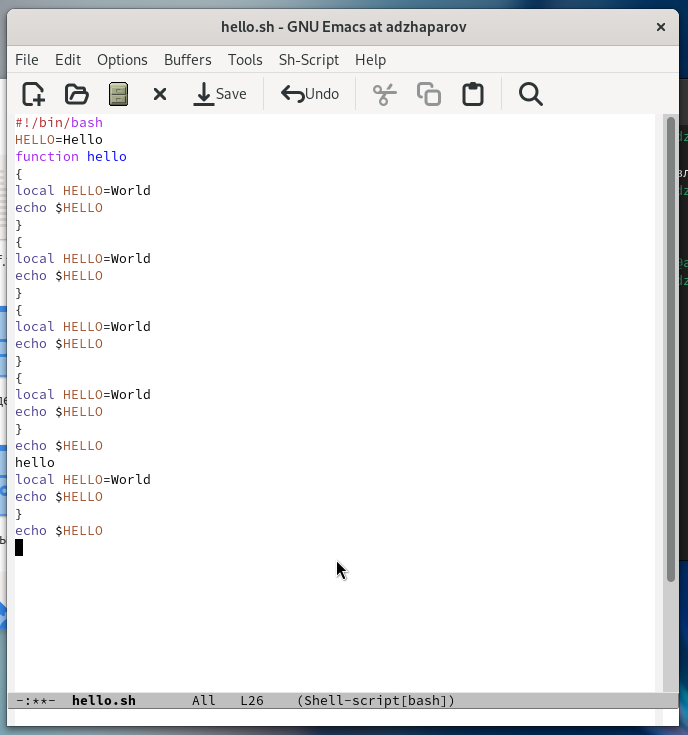 hello.sh - GNU Emacs at adzhaparov
File Edit Options Buffers Tools Sh-Script Help
Save Undo
#!/bin/bash
HELLO=Hello
function hello
{
local HELLO=World
echo $HELLO
}
{
local HELLO=World
echo $HELLO
}
{
local HELLO=World
echo $HELLO
}
{
local HELLO=World
echo $HELLO
}
echo $HELLO
hello
local HELLO=World
echo $HELLO
}
echo $HELLO
-:**- hello.sh All L26 (Shell-script[bash])